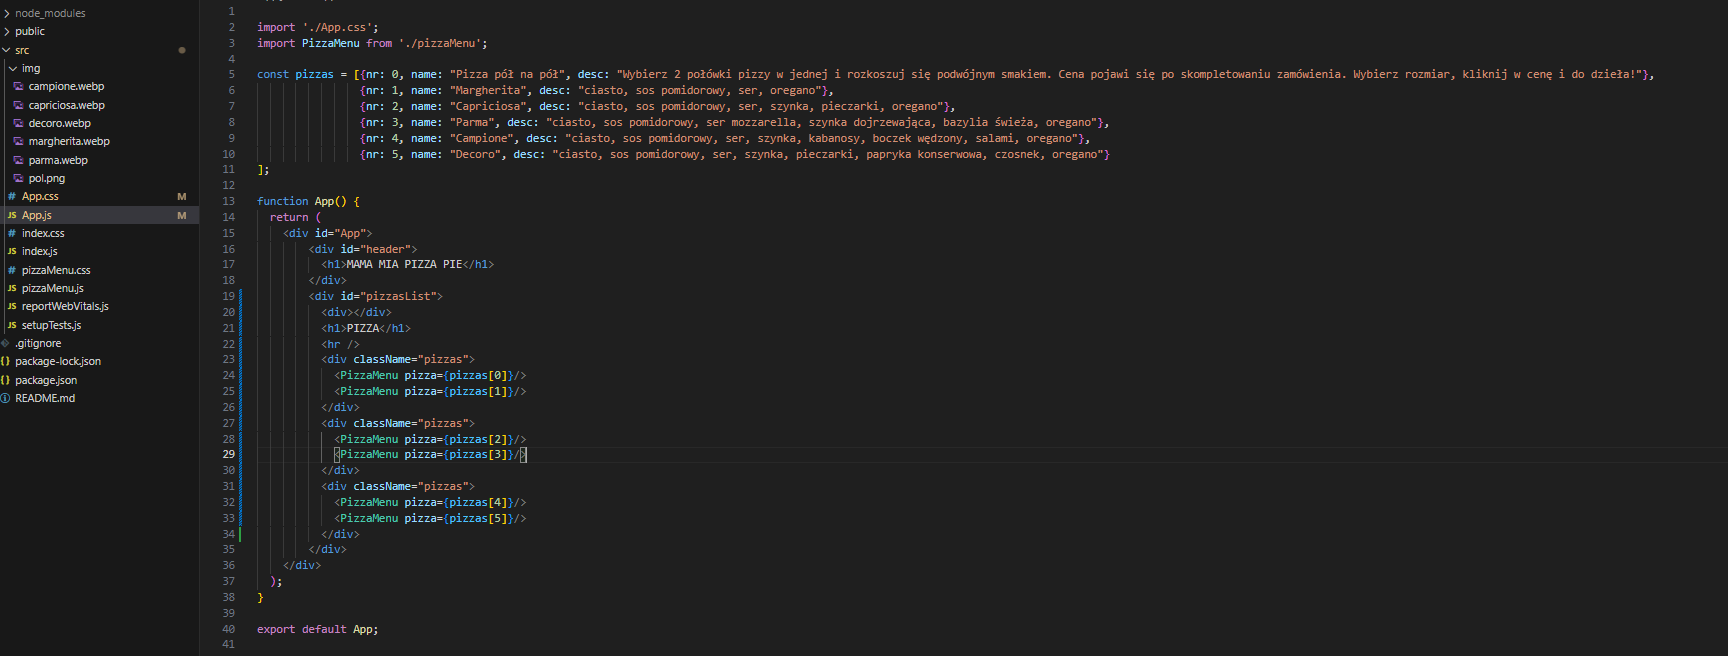 node_modules
public
src
img
campione.webp
capriciosa.webp
decoro.webp
margherita.webp
parma.webp
pol.png
# App.css M
JS App.js M
# index.css
JS index.js
# pizzaMenu.css
JS pizzaMenu.js
JS reportWebVitals.js
JS setupTests.js
.gitignore
{} package-lock.json
{} package.json
README.md
1
2 import './App.css';
3 import PizzaMenu from './pizzaMenu';
4
5 const pizzas = [{nr: 0, name: "Pizza pół na pół", desc: "Wybierz 2 połówki pizzy w jednej i rozkoszuj się podwójnym smakiem. Cena pojawi się po skompletowaniu zamówienia. Wybierz rozmiar, kliknij w cenę i do dzieła!"},
6 {nr: 1, name: "Margherita", desc: "ciasto, sos pomidorowy, ser, oregano"},
7 {nr: 2, name: "Capriciosa", desc: "ciasto, sos pomidorowy, ser, szynka, pieczarki, oregano"},
8 {nr: 3, name: "Parma", desc: "ciasto, sos pomidorowy, ser mozzarella, szynka dojrzewająca, bazylia świeża, oregano"},
9 {nr: 4, name: "Campione", desc: "ciasto, sos pomidorowy, ser, szynka, kabanosy, boczek wędzony, salami, oregano"},
10 {nr: 5, name: "Decoro", desc: "ciasto, sos pomidorowy, ser, szynka, pieczarki, papryka konserwowa, czosnek, oregano"}
11 ];
12
13 function App() {
14 return (
15 <div id="App">
16 <div id="header">
17 <h1>MAMA MIA PIZZA PIE</h1>
18 </div>
19 <div id="pizzasList">
20 <div></div>
21 <h1>PIZZA</h1>
22 <hr />
23 <div className="pizzas">
24 <PizzaMenu pizza={pizzas[0]}/>
25 <PizzaMenu pizza={pizzas[1]}/>
26 </div>
27 <div className="pizzas">
28 <PizzaMenu pizza={pizzas[2]}/>
29 <PizzaMenu pizza={pizzas[3]}/>
30 </div>
31 <div className="pizzas">
32 <PizzaMenu pizza={pizzas[4]}/>
33 <PizzaMenu pizza={pizzas[5]}/>
34 </div>
35 </div>
36 </div>
37 );
38 }
39
40 export default App;
41